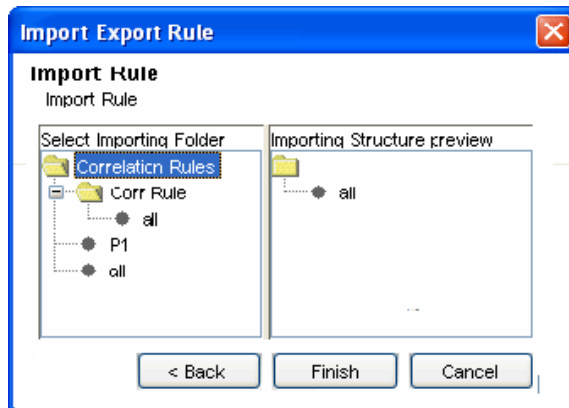 Import Export Rule
Import Rule
Import Rule
Select Importing Folder
Importing Structure preview
Correlation Rules
Corr Rule
all
P1
all
all
< Back
Finish
Cancel